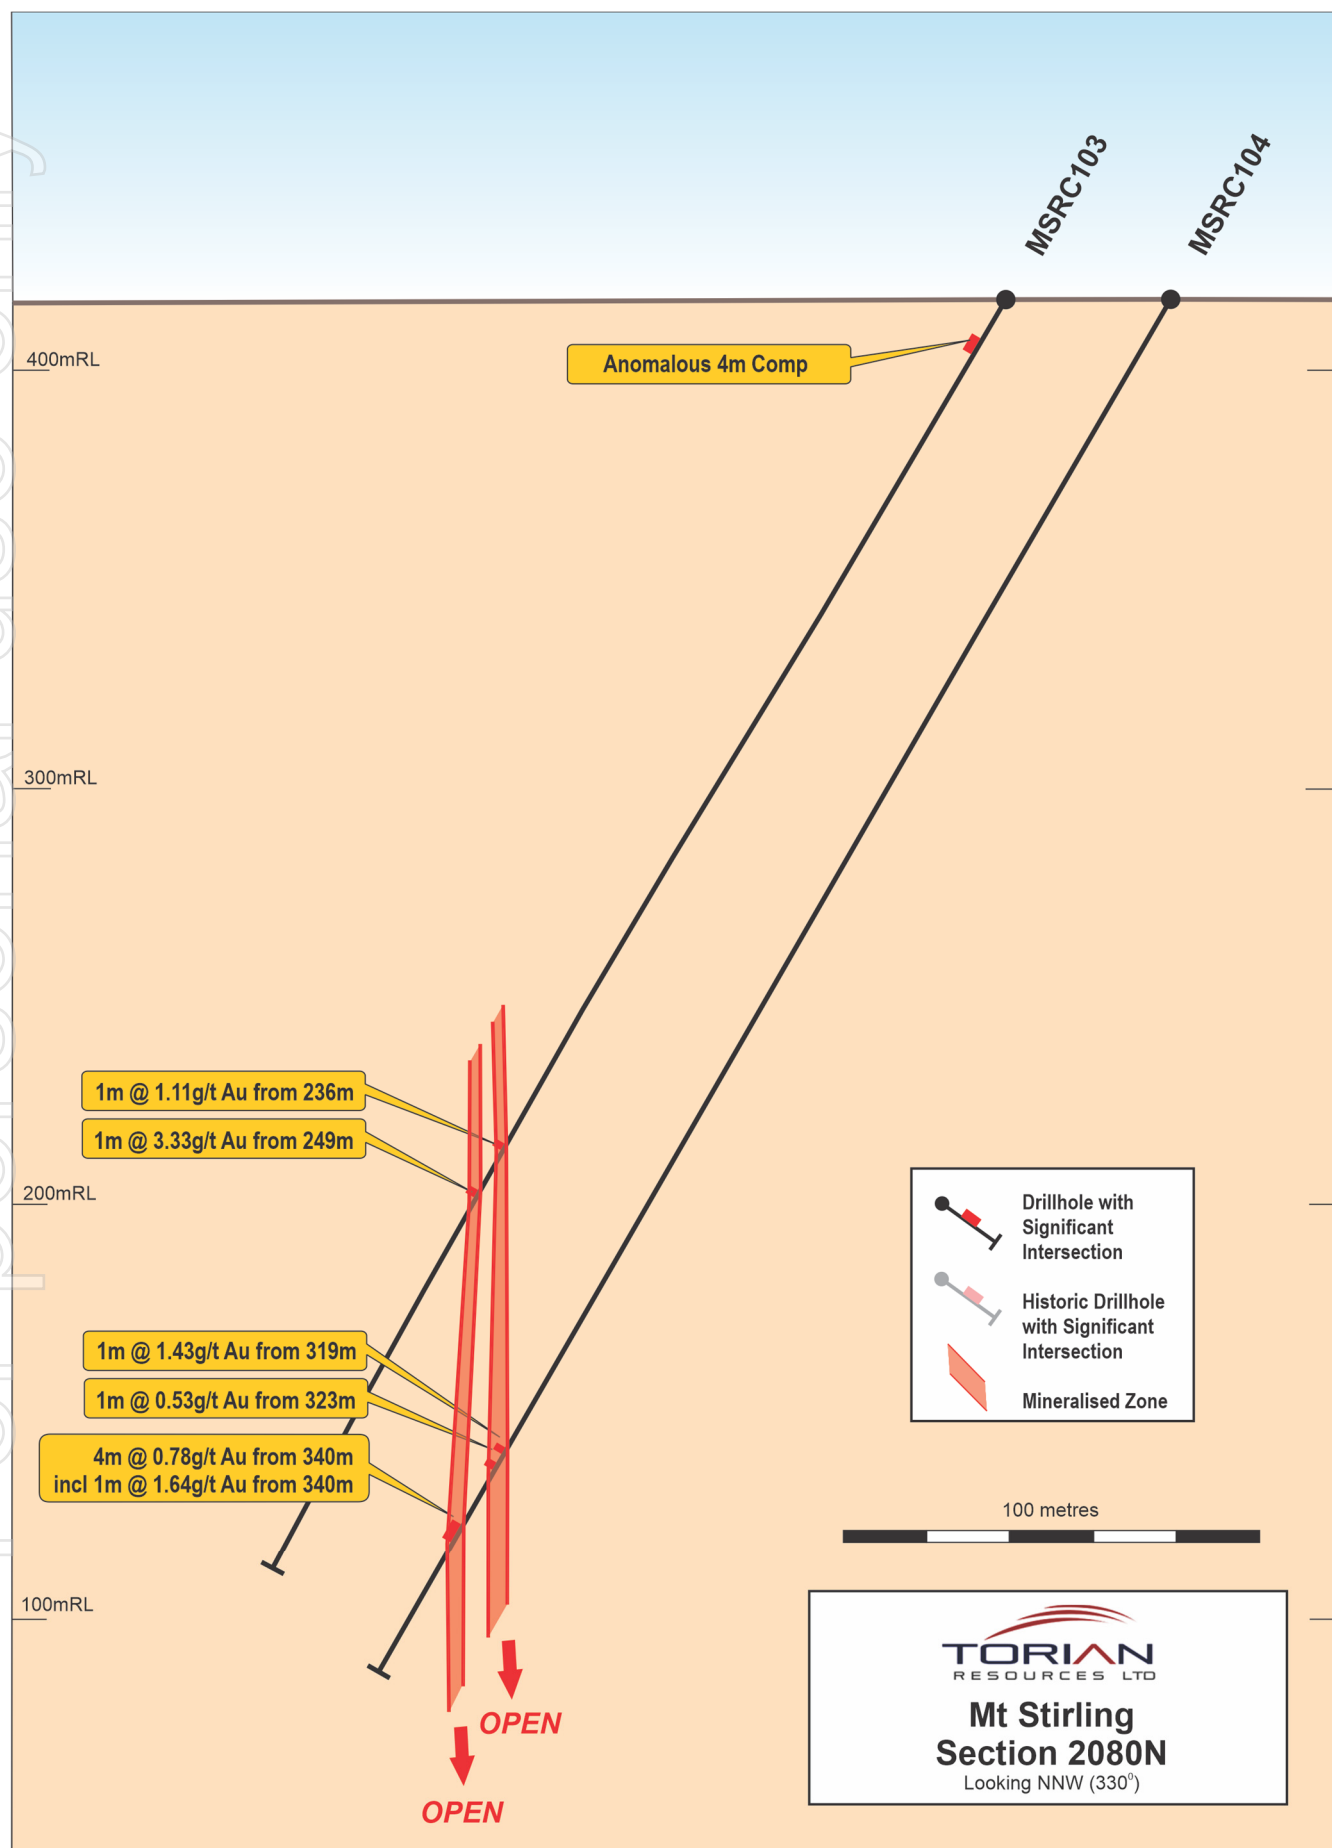 MSRC103
MSRC104
Anomalous 4m Comp
400mRL
300mRL
1m @ 1.11g/t Au from 236m
1m @ 3.33g/t Au from 249m
200mRL
Drillhole with
Significant
Intersection
Historic Drillhole
with Significant
Intersection
Mineralised Zone
1m @ 1.43g/t Au from 319m
1m @ 0.53g/t Au from 323m
4m @ 0.78g/t Au from 340m
incl 1m @ 1.64g/t Au from 340m
100 metres
100mRL
OPEN
OPEN
TORIAN
RESOURCES LTD
Mt Stirling
Section 2080N
Looking NNW (330⁰)